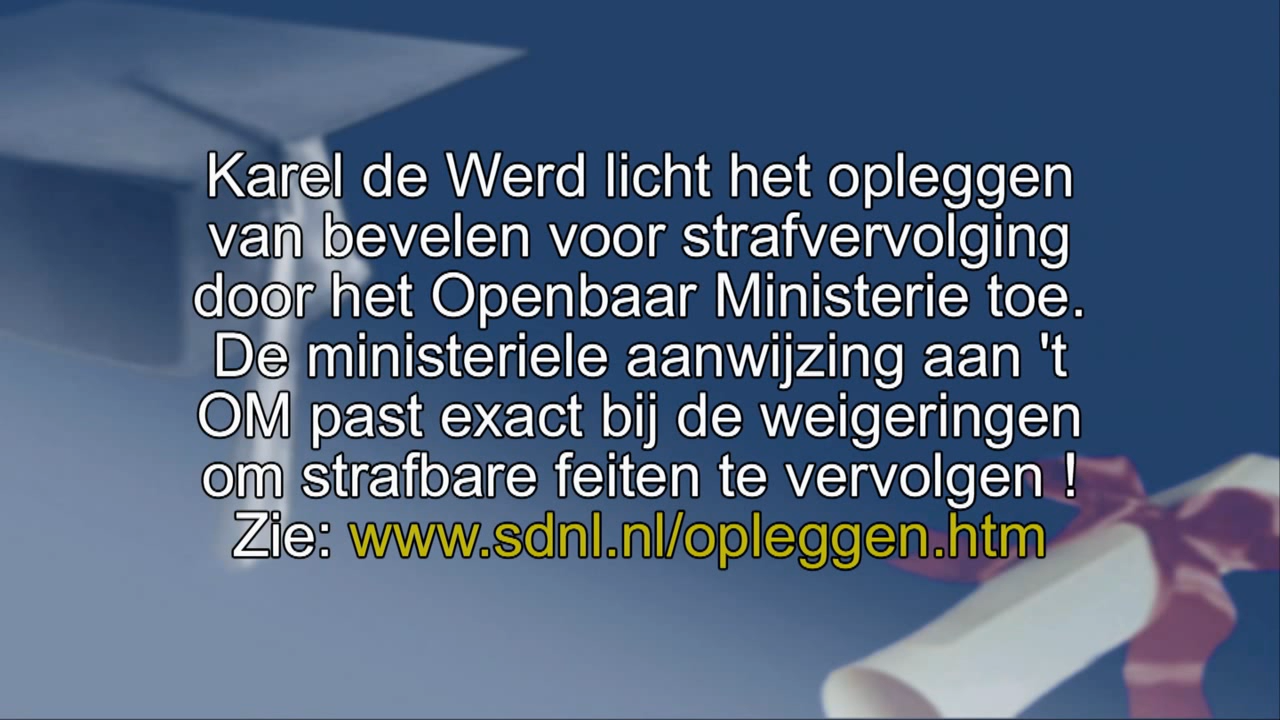 Karel de Werd licht het opleggen
van bevelen voor strafvervolging
door het Openbaar Ministerie toe.
De ministeriele aanwijzing aan 't
OM past exact bij de weigeringen
om strafbare feiten te vervolgen !
Zie: www.sdnl.nl/opleggen.htm